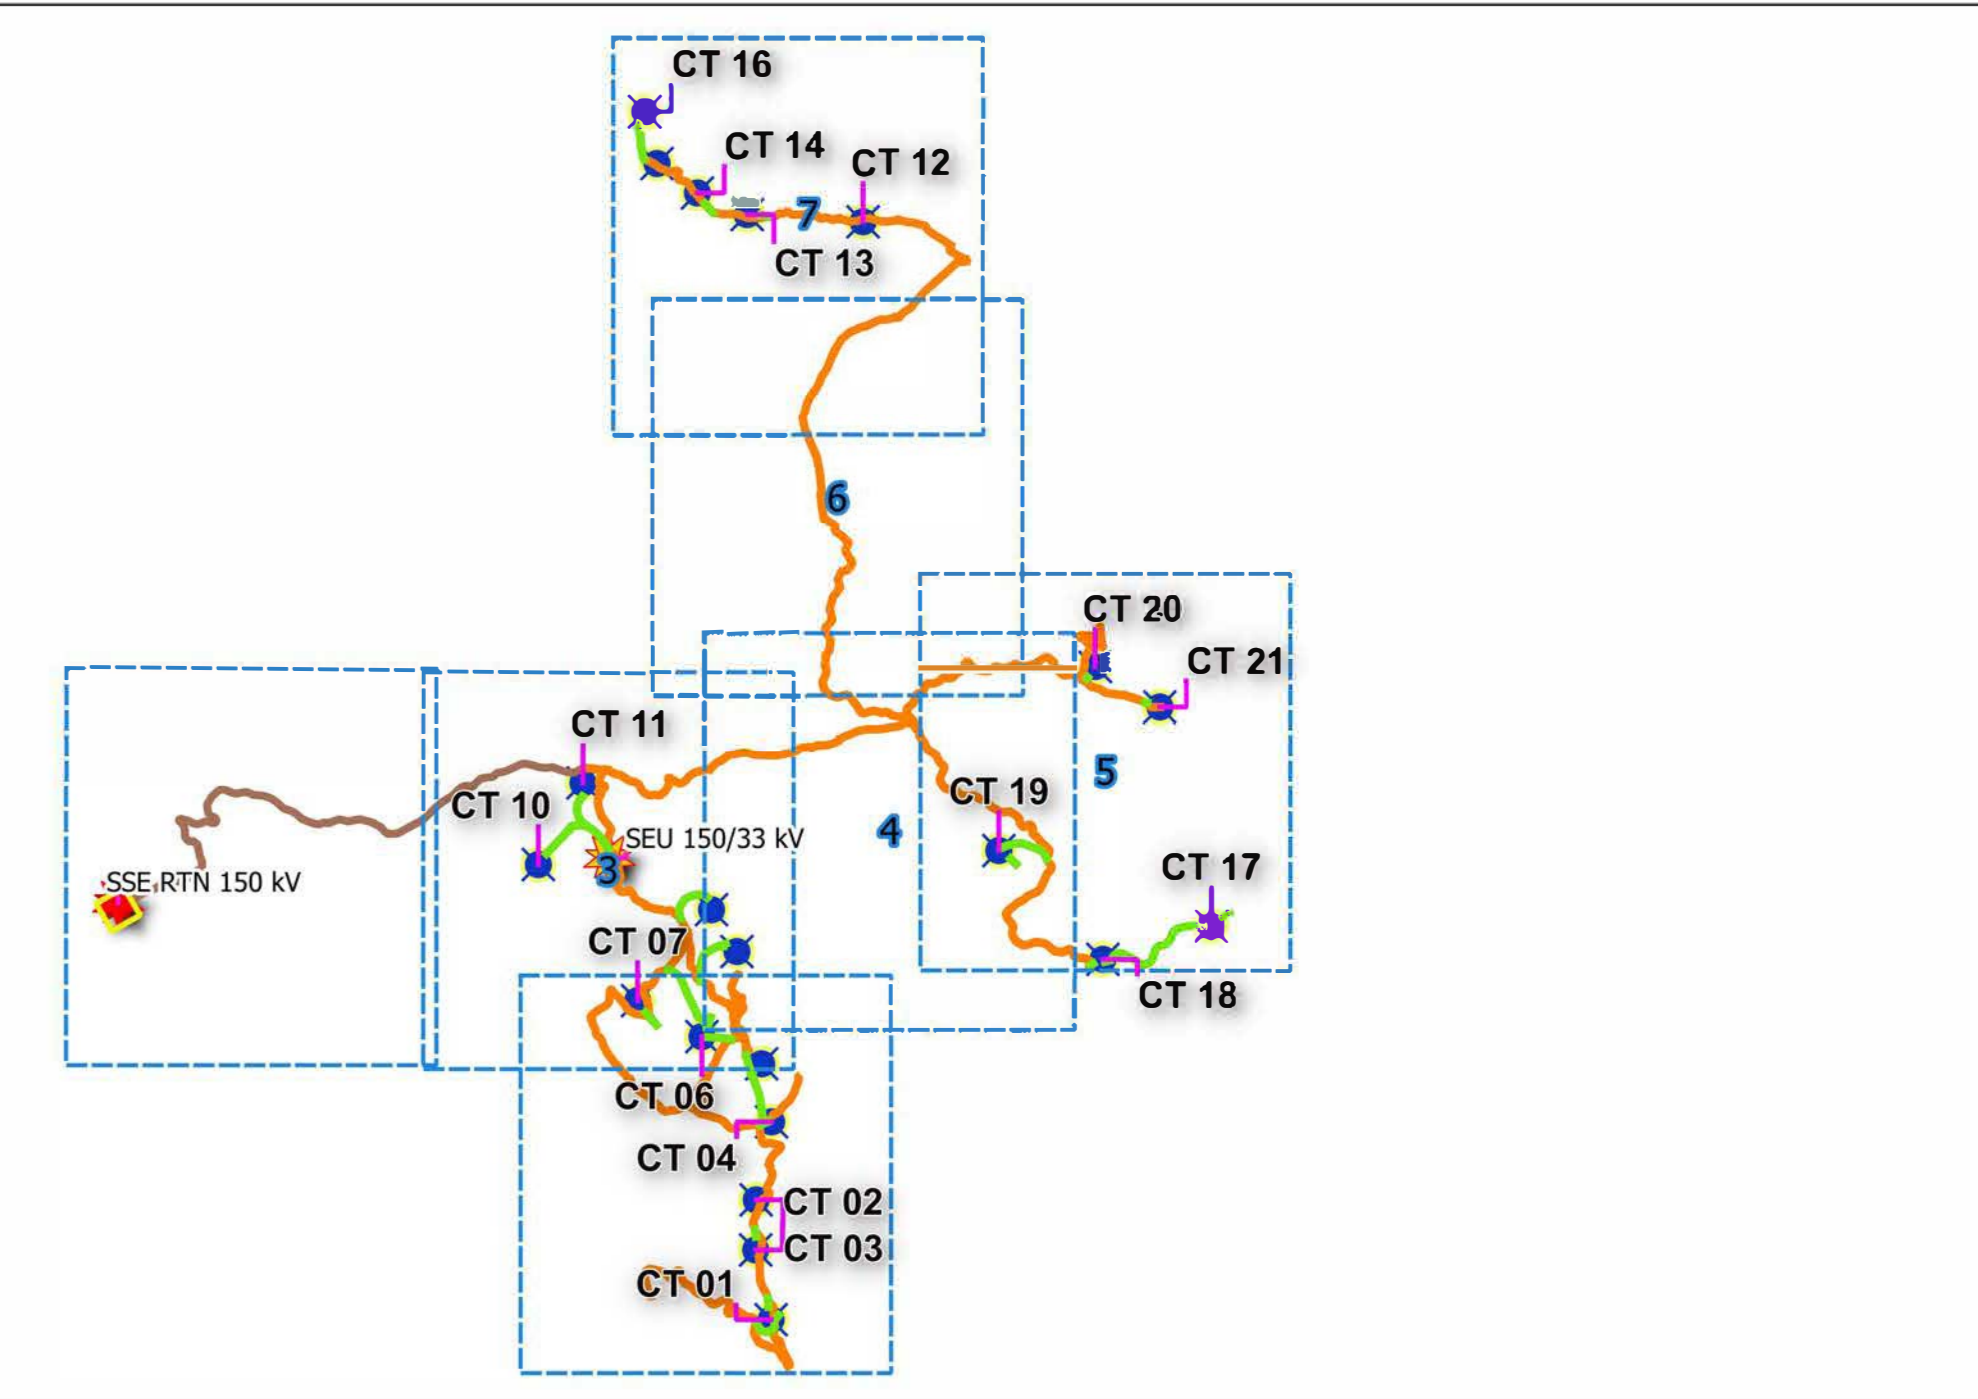 CT 16
CT 14
CT 12
7
CT 13
6
CT 20
CT 21
CT 11
5
CT 10
CT 19
SEU 150/33 kV
4
3
CT 17
SSE RTN 150 kV
CT 07
CT 18
CT 06
CT 04
CT 02
CT 03
CT 01